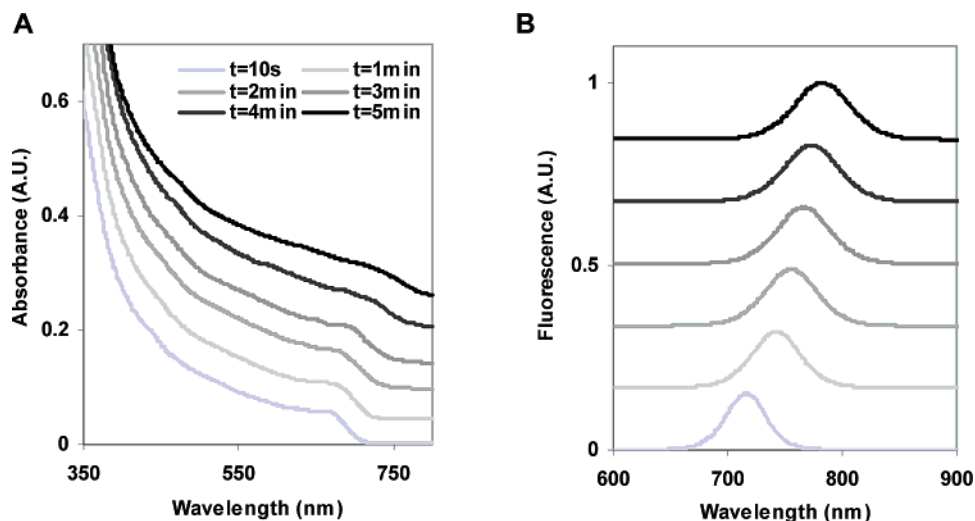 A
t=10s t=1min
t=2min t=3min
t=4min t=5min
0.6
0.4
0.2
0
Absorbance (A.U.)
350 550 750
Wavelength (nm)
B
1
0.5
0
Fluorescence (A.U.)
600 700 800 900
Wavelength (nm)